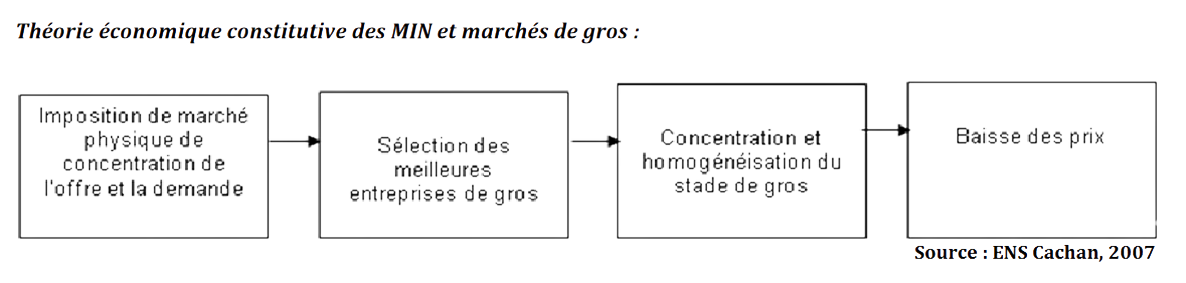 Théorie économique constitutive des MIN et marchés de gros :
Imposition de marché
physique de
concentration de
l'offre et la demande
Sélection des
meilleures
entreprises de gros
Concentration et
homogénéisation du
stade de gros
Baisse des prix
Source : ENS Cachan, 2007